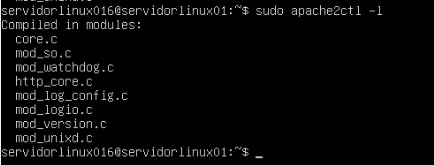 servidorlinux016@servidorlinux01:~$ sudo apache2ctl -l
Compiled in modules:
  core.c
  mod_so.c
  mod_watchdog.c
  http_core.c
  mod_log_config.c
  mod_logio.c
  mod_version.c
  mod_unixd.c
servidorlinux016@servidorlinux01:~$ _